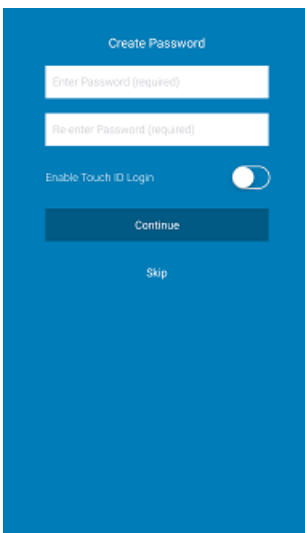 Create Password
Enter Password (required)
Re-enter Password (required)
Enable Touch ID Login
Continue
Skip